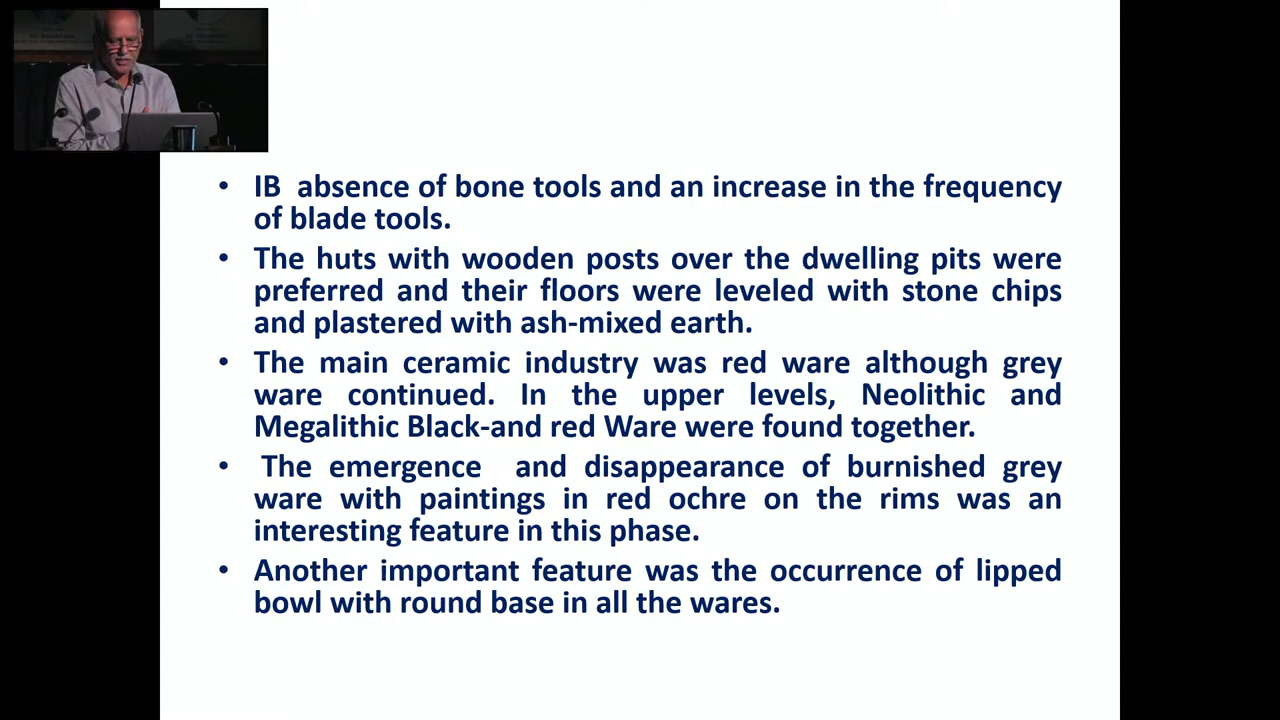 • IB absence of bone tools and an increase in the frequency
of blade tools.
• The huts with wooden posts over the dwelling pits were
preferred and their floors were leveled with stone chips
and plastered with ash-mixed earth.
• The main ceramic industry was red ware although grey
ware continued. In the upper levels, Neolithic and
Megalithic Black-and red Ware were found together.
• The emergence and disappearance of burnished grey
ware with paintings in red ochre on the rims was an
interesting feature in this phase.
• Another important feature was the occurrence of lipped
bowl with round base in all the wares.